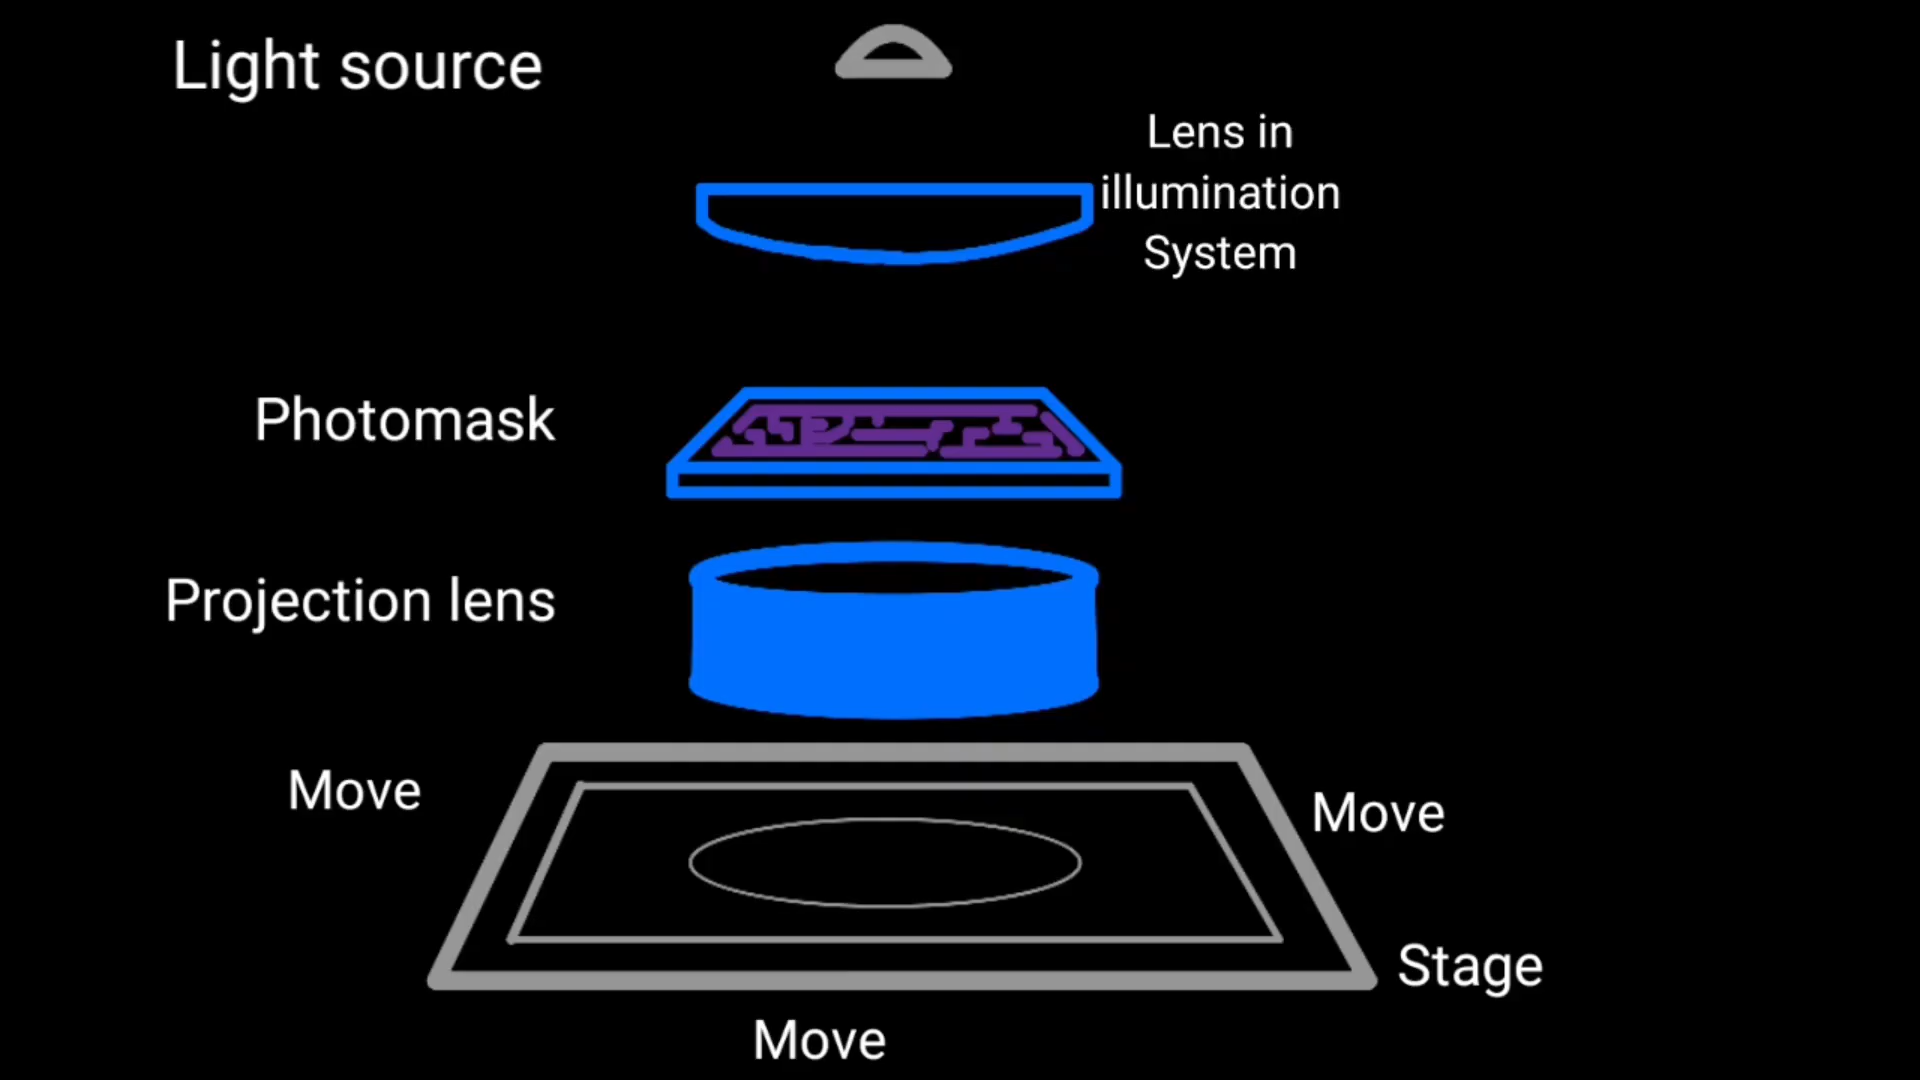 Light source
Lens in
illumination
System
Photomask
Projection lens
Move
Move
Stage
Move